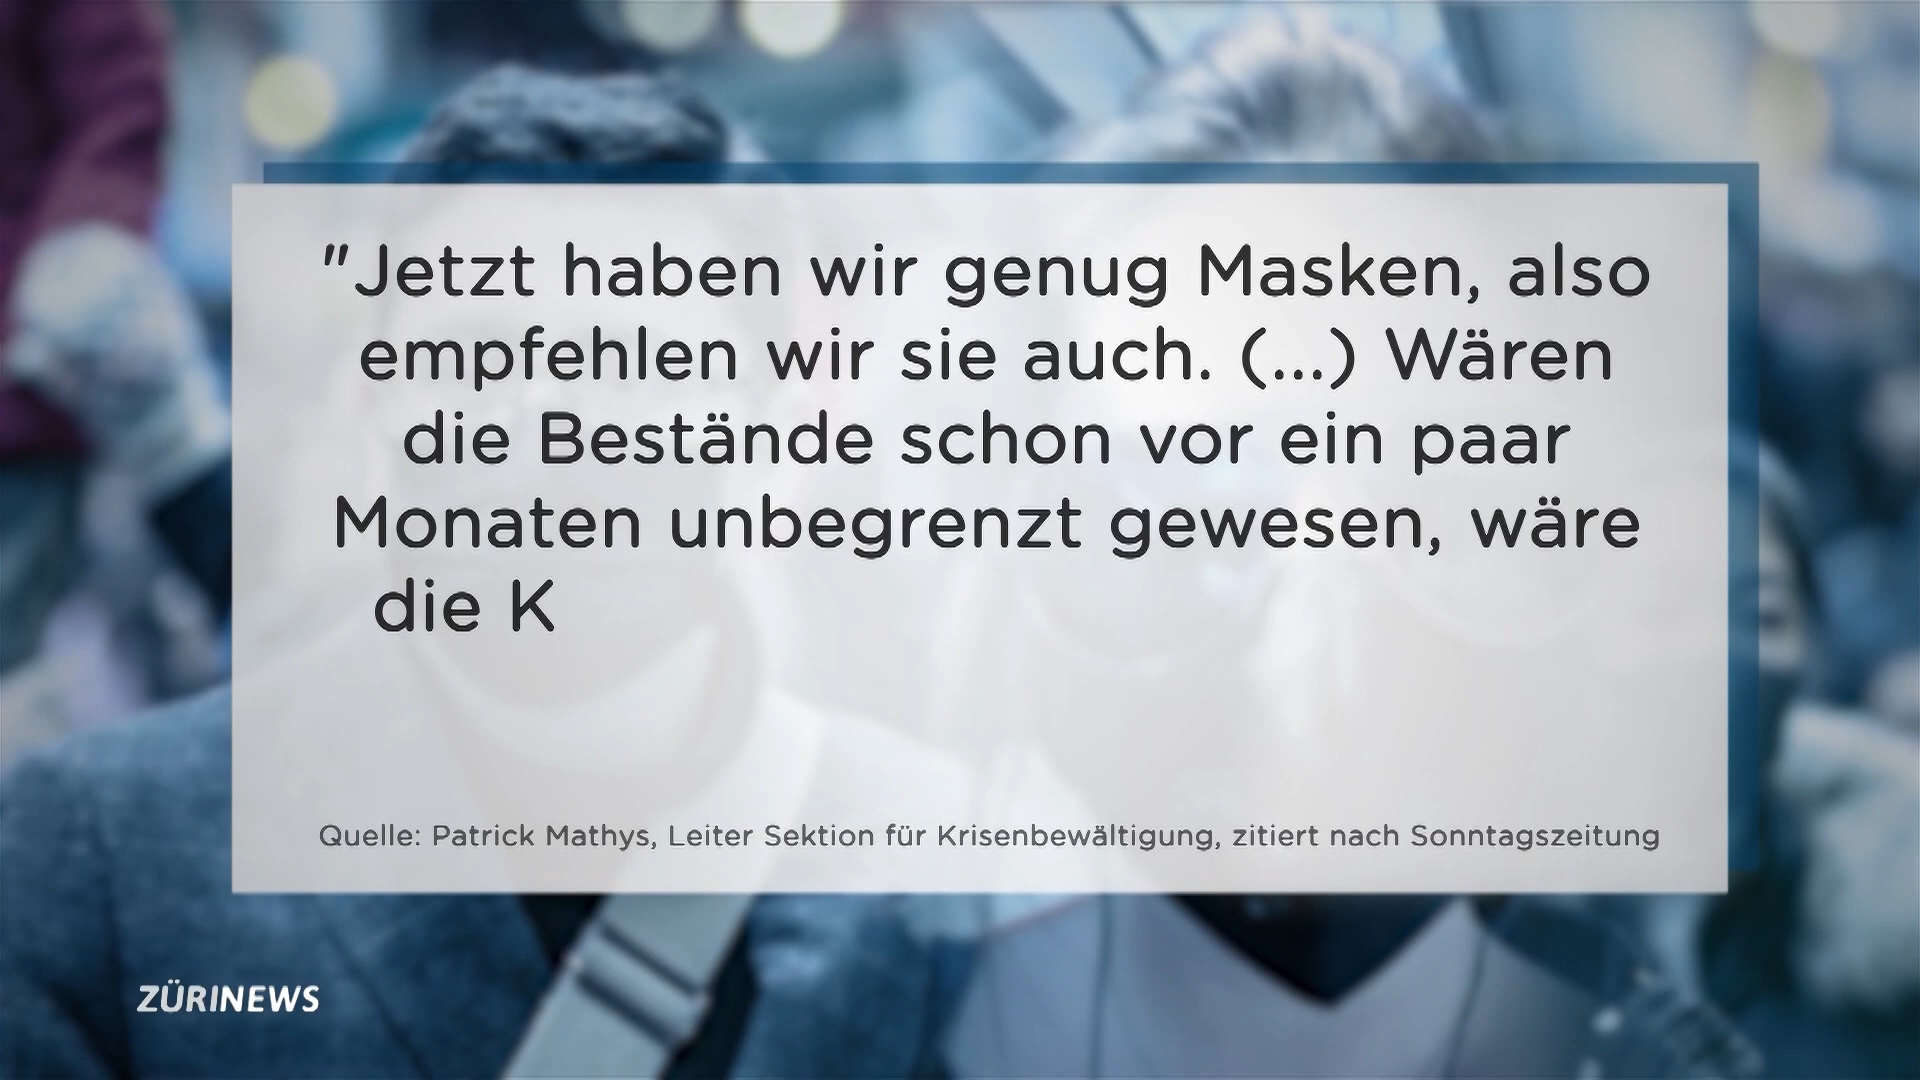 "Jetzt haben wir genug Masken, also
empfehlen wir sie auch. (...) Wären
die Bestände schon vor ein paar
Monaten unbegrenzt gewesen, wäre
die K
Quelle: Patrick Mathys, Leiter Sektion für Krisenbewältigung, zitiert nach Sonntagszeitung
ZÜRINEWS